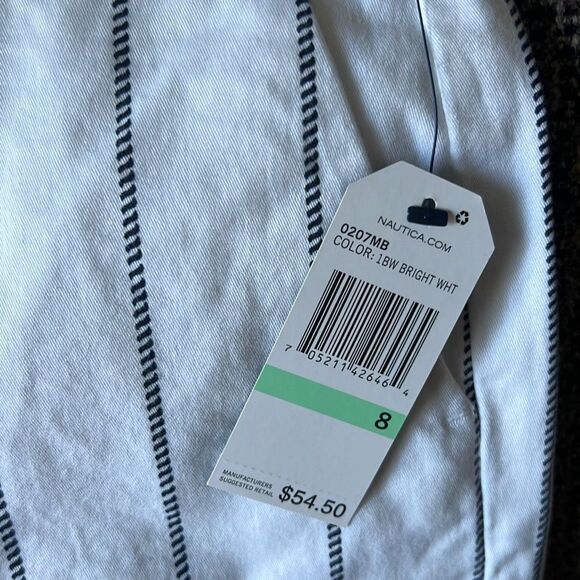 NAUTICA.COM
0207MB
COLOR: 1BW BRIGHT WHT
7 05211 42646 4
8
MANUFACTURERS
SUGGESTED RETAIL $54.50